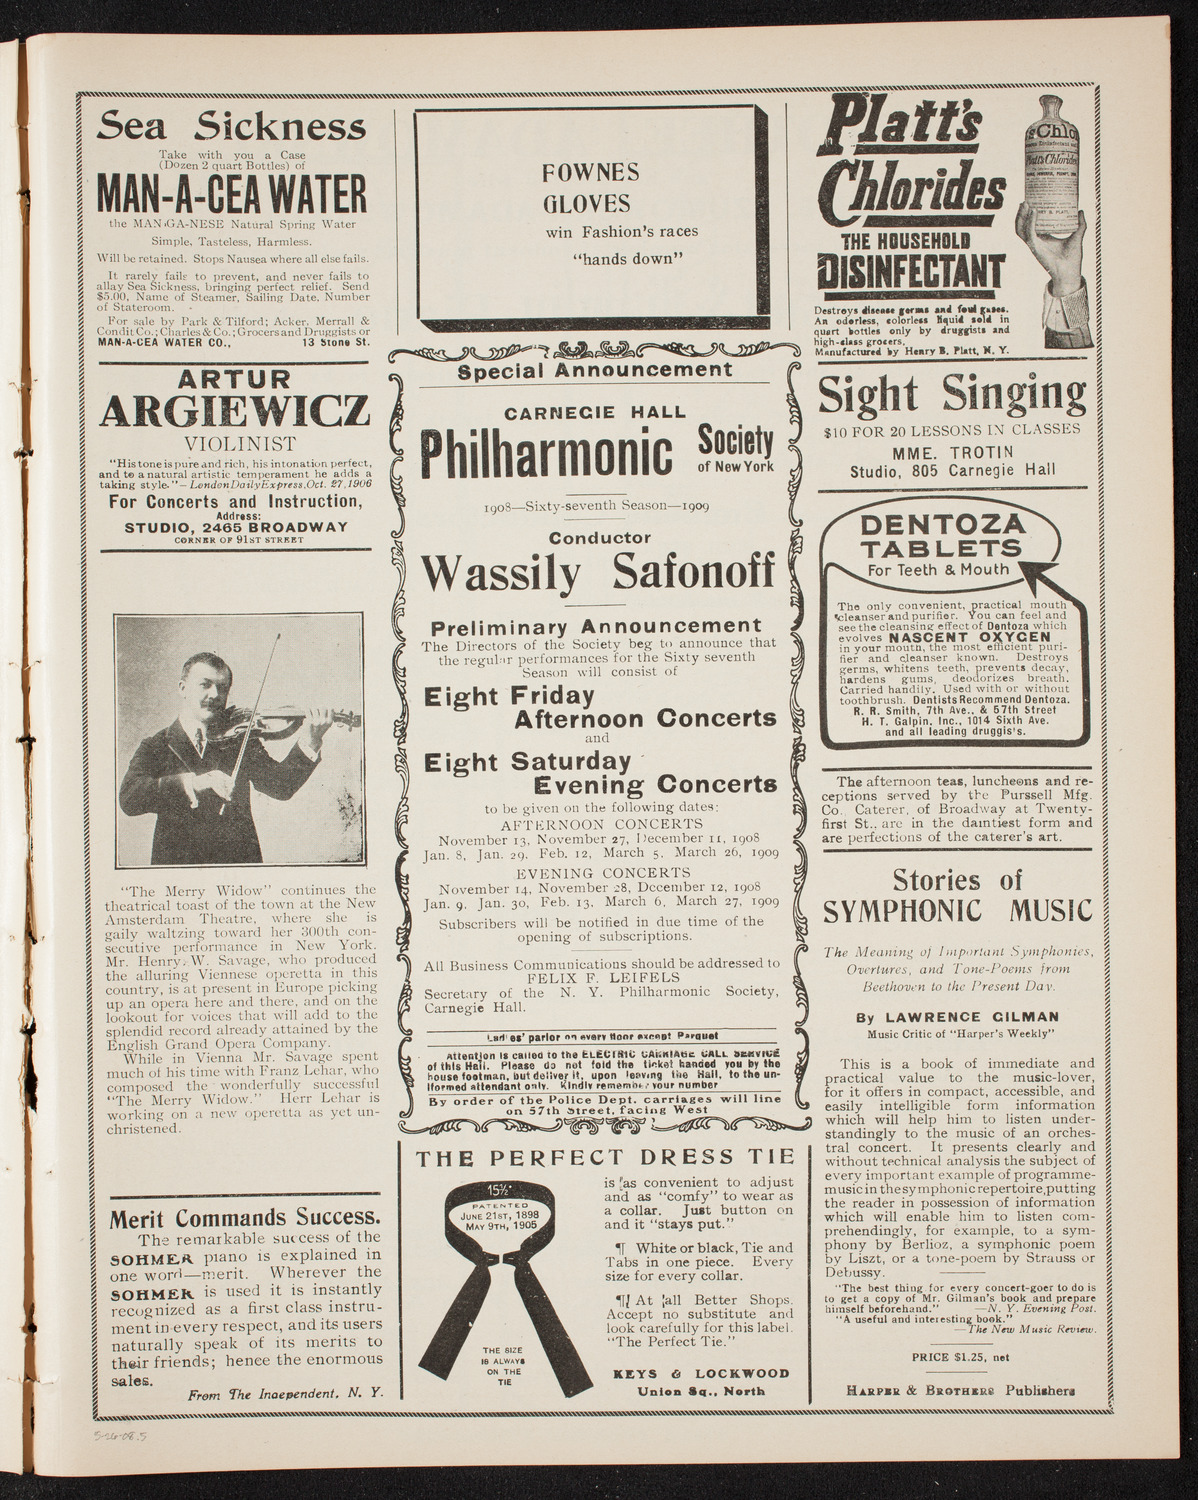 Sea Sickness
Take with you a Case
(Dozen 2 quart Bottles) of
MAN-A-CEA WATER
the MAN-GA-NESE Natural Spring Water
Simple, Tasteless, Harmless.
Will be retained. Stops Nausea where all else fails.
It rarely fails to prevent, and never fails to
allay Sea Sickness, bringing perfect relief. Send
$5.00, Name of Steamer, Sailing Date, Number
of Stateroom.
For sale by Park & Tilford; Acker, Merrall &
Condit Co.; Charles & Co.; Grocers and Druggists or
MAN-A-CEA WATER CO., 13 Stone St.
ARTUR
ARGIEWICZ
VIOLINIST
"His tone is pure and rich, his intonation perfect,
and to a natural artistic temperament he adds a
taking style."—London Daily Express, Oct. 27, 1906
For Concerts and Instruction,
Address:
STUDIO, 2465 BROADWAY
CORNER OF 91ST STREET
"The Merry Widow" continues the
theatrical toast of the town at the New
Amsterdam Theatre, where she is
gaily waltzing toward her 300th con-
secutive performance in New York.
Mr. Henry W. Savage, who produced
the alluring Viennese operetta in this
country, is at present in Europe picking
up an opera here and there, and on the
lookout for voices that will add to the
splendid record already attained by the
English Grand Opera Company.
While in Vienna Mr. Savage spent
much of his time with Franz Lehar, who
composed the wonderfully successful
"The Merry Widow." Herr Lehar is
working on a new operetta as yet un-
christened.
Merit Commands Success.
The remarkable success of the
SOHMER piano is explained in
one word—merit. Wherever the
SOHMER is used it is instantly
recognized as a first class instru-
ment in every respect, and its users
naturally speak of its merits to
their friends; hence the enormous
sales.
From The Independent, N. Y.
FOWNES
GLOVES
win Fashion's races
"hands down"
Special Announcement
CARNEGIE HALL
Philharmonic Society
of New York
1908—Sixty-seventh Season—1909
Conductor
Wassily Safonoff
Preliminary Announcement
The Directors of the Society beg to announce that
the regular performances for the Sixty seventh
Season will consist of
Eight Friday
Afternoon Concerts
and
Eight Saturday
Evening Concerts
to be given on the following dates:
AFTERNOON CONCERTS
November 13, November 27, December 11, 1908
Jan. 8, Jan. 29, Feb. 12, March 5, March 26, 1909
EVENING CONCERTS
November 14, November 28, December 12, 1908
Jan. 9, Jan. 30, Feb. 13, March 6, March 27, 1909
Subscribers will be notified in due time of the
opening of subscriptions.
All Business Communications should be addressed to
FELIX F. LEIFELS
Secretary of the N. Y. Philharmonic Society,
Carnegie Hall.
Ladies' parlor on every floor except Parquet
Attention is called to the ELECTRIC CARRIAGE CALL SERVICE
of this Hall. Please do not fold the ticket handed you by the
house footman, but deliver it, upon leaving the Hall, to the un-
iformed attendant only. Kindly remember your number
By order of the Police Dept. carriages will line
on 57th Street, facing West
THE PERFECT DRESS TIE
15½
PATENTED
JUNE 21ST, 1898
MAY 9TH, 1905
THE SIZE
IS ALWAYS
ON THE
TIE
is as convenient to adjust
and as "comfy" to wear as
a collar. Just button on
and it "stays put."
¶ White or black, Tie and
Tabs in one piece. Every
size for every collar.
¶ At all Better Shops.
Accept no substitute and
look carefully for this label.
"The Perfect Tie."
KEYS & LOCKWOOD
Union Sq., North
Platt's
Chlorides
THE HOUSEHOLD
DISINFECTANT
Destroys disease germs and foul gases.
An odorless, colorless liquid sold in
quart bottles only by druggists and
high-class grocers.
Manufactured by Henry B. Platt, N. Y.
Platt's Chlorides
Sight Singing
$10 FOR 20 LESSONS IN CLASSES
MME. TROTIN
Studio, 805 Carnegie Hall
DENTOZA
TABLETS
For Teeth & Mouth
The only convenient, practical mouth
cleanser and purifier. You can feel and
see the cleansing effect of Dentoza which
evolves NASCENT OXYGEN
in your mouth, the most efficient puri-
fier and cleanser known. Destroys
germs, whitens teeth, prevents decay,
hardens gums, deodorizes breath.
Carried handily. Used with or without
toothbrush. Dentists Recommend Dentoza.
R. R. Smith, 7th Ave., & 57th Street
H. T. Galpin, Inc., 1014 Sixth Ave.
and all leading druggis's.
The afternoon teas, luncheons and re-
ceptions served by the Purssell Mfg.
Co. Caterer, of Broadway at Twenty-
first St., are in the daintiest form and
are perfections of the caterer's art.
Stories of
SYMPHONIC MUSIC
The Meaning of Important Symphonies,
Overtures, and Tone-Poems from
Beethoven to the Present Day.
By LAWRENCE GILMAN
Music Critic of "Harper's Weekly"
This is a book of immediate and
practical value to the music-lover,
for it offers in compact, accessible, and
easily intelligible form information
which will help him to listen under-
standingly to the music of an orches-
tral concert. It presents clearly and
without technical analysis the subject of
every important example of programme-
music in the symphonic repertoire, putting
the reader in possession of information
which will enable him to listen com-
prehendingly, for example, to a sym-
phony by Berlioz, a symphonic poem
by Liszt, or a tone-poem by Strauss or
Debussy.
"The best thing for every concert-goer to do is
to get a copy of Mr. Gilman's book and prepare
himself beforehand." —N. Y. Evening Post.
"A useful and interesting book."
—The New Music Review.
PRICE $1.25, net
HARPER & BROTHERS Publishers
5-26-08.5